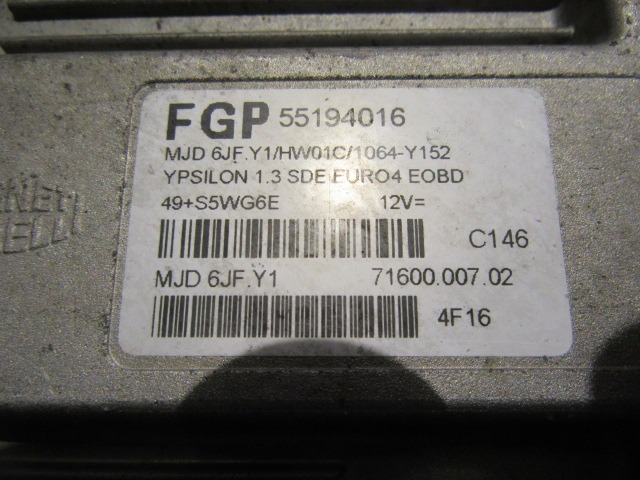 FGP 55194016
MJD 6JF.Y1/HW01C/1064-Y152
YPSILON 1.3 SDE EURO4 EOBD
49+S5WG6E 12V=
C146
MJD 6JF.Y1 71600.007.02
4F16